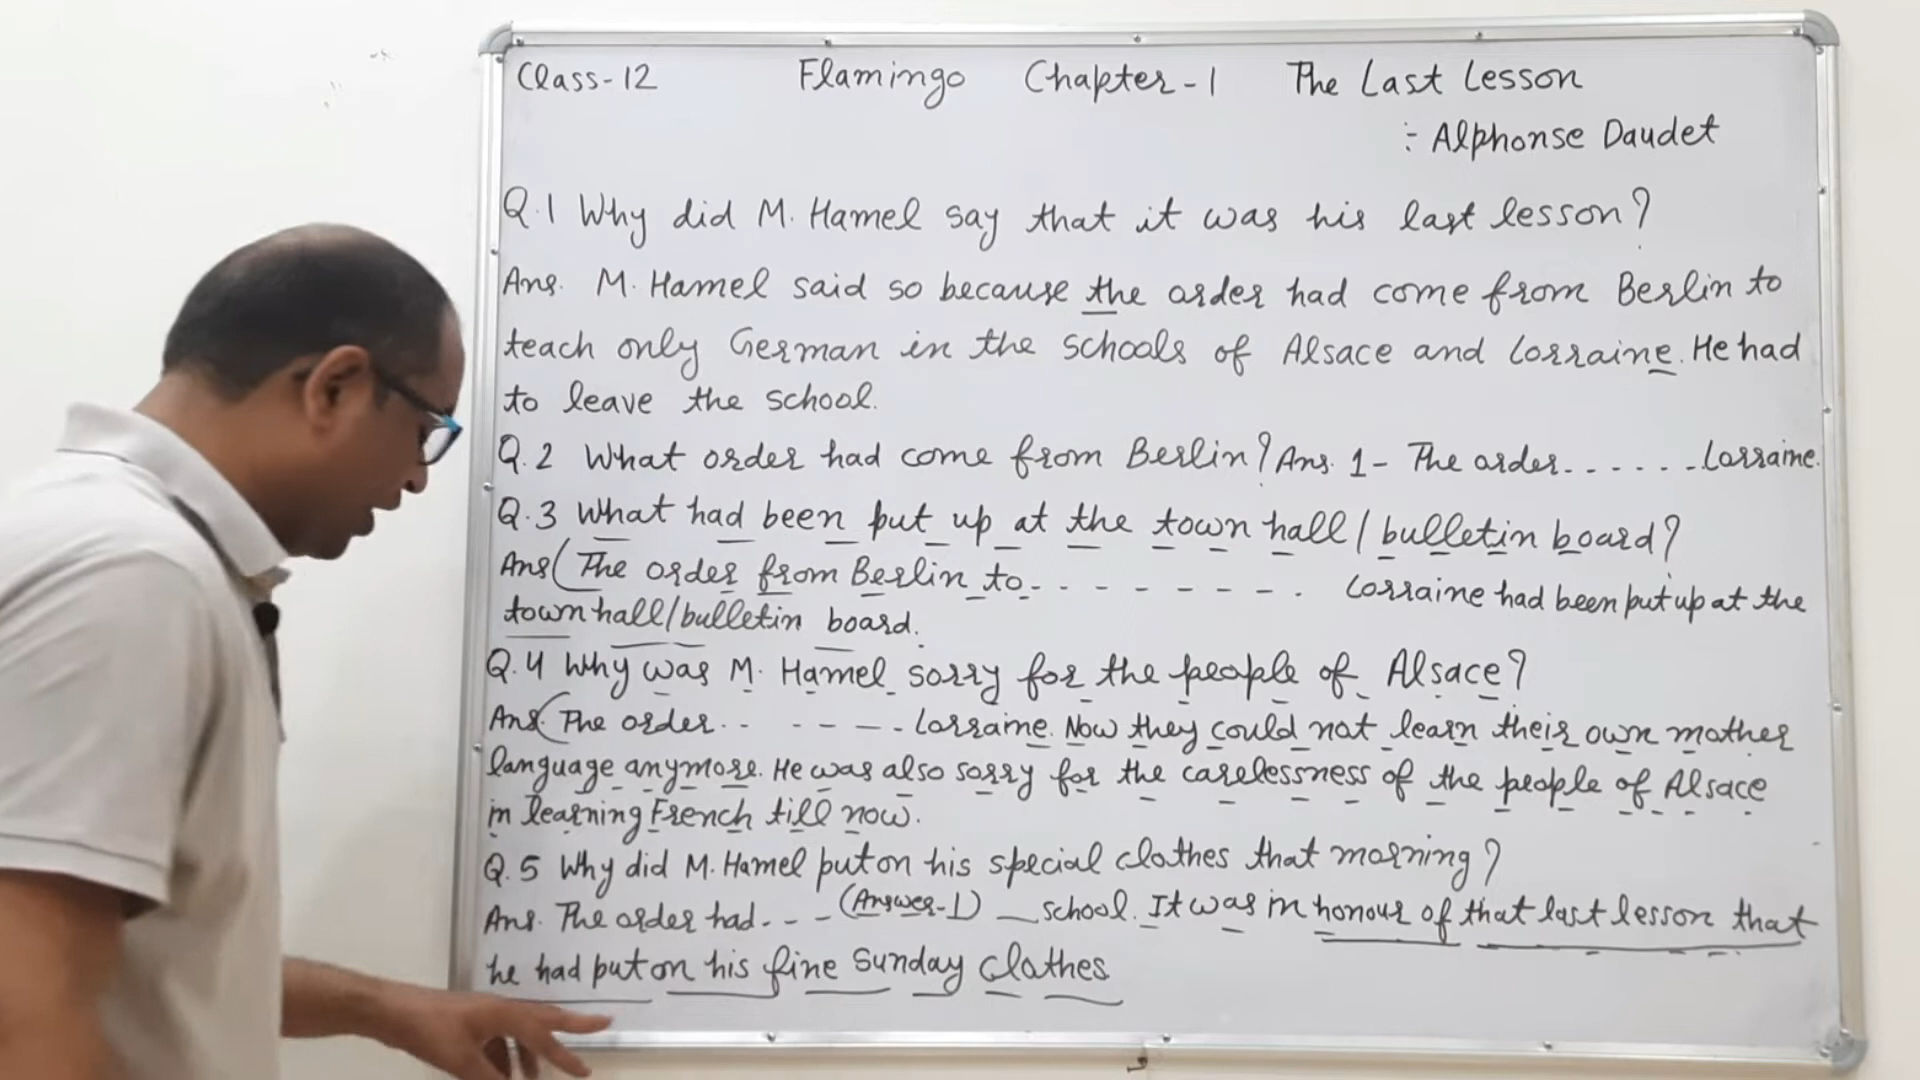 Class-12 Flamingo Chapter-1 The Last Lesson
:- Alphonse Daudet
Q.1 Why did M. Hamel say that it was his last lesson?
Ans. M. Hamel said so because the order had come from Berlin to
teach only German in the schools of Alsace and Lorraine. He had
to leave the school.
Q.2 What order had come from Berlin? Ans. 1- The order. . . . . . -Lorraine.
Q.3 What had been put up at the town hall/bulletin board?
Ans (The order from Berlin to. - - - - - - - . Lorraine had been put up at the
town hall/bulletin board.
Q.4 Why was M. Hamel sorry for the people of Alsace?
Ans. (The order. . - - - - . Lorraine. Now they could not learn their own mother
language anymore. He was also sorry for the carelessness of the people of Alsace
in learning French till now.
Q.5 Why did M. Hamel put on his special clothes that morning?
Ans. The order had. - - - (Answer-1) __ school. It was in honour of that last lesson that
he had put on his fine Sunday clothes